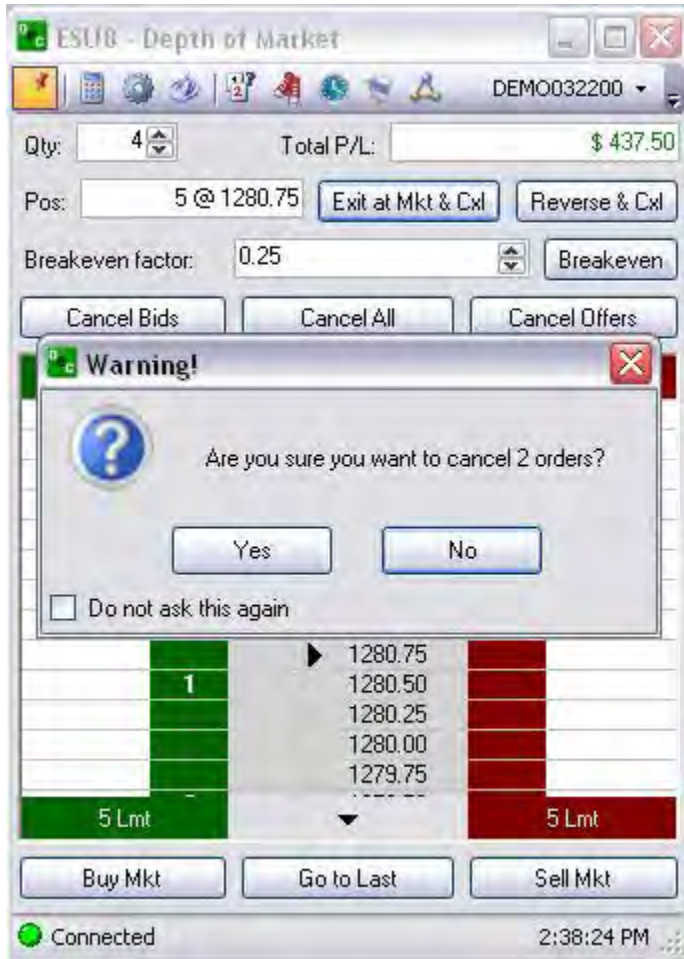 ESU8 - Depth of Market
DEMO032200
Qty: 4 Total P/L: $ 437.50
Pos: 5 @ 1280.75 Exit at Mkt & Cxl Reverse & Cxl
Breakeven factor: 0.25 Breakeven
Cancel Bids Cancel All Cancel Offers
Warning!
Are you sure you want to cancel 2 orders?
Yes No
Do not ask this again
1280.75
1 1280.50
1280.25
1280.00
1279.75
5 Lmt 5 Lmt
Buy Mkt Go to Last Sell Mkt
Connected 2:38:24 PM